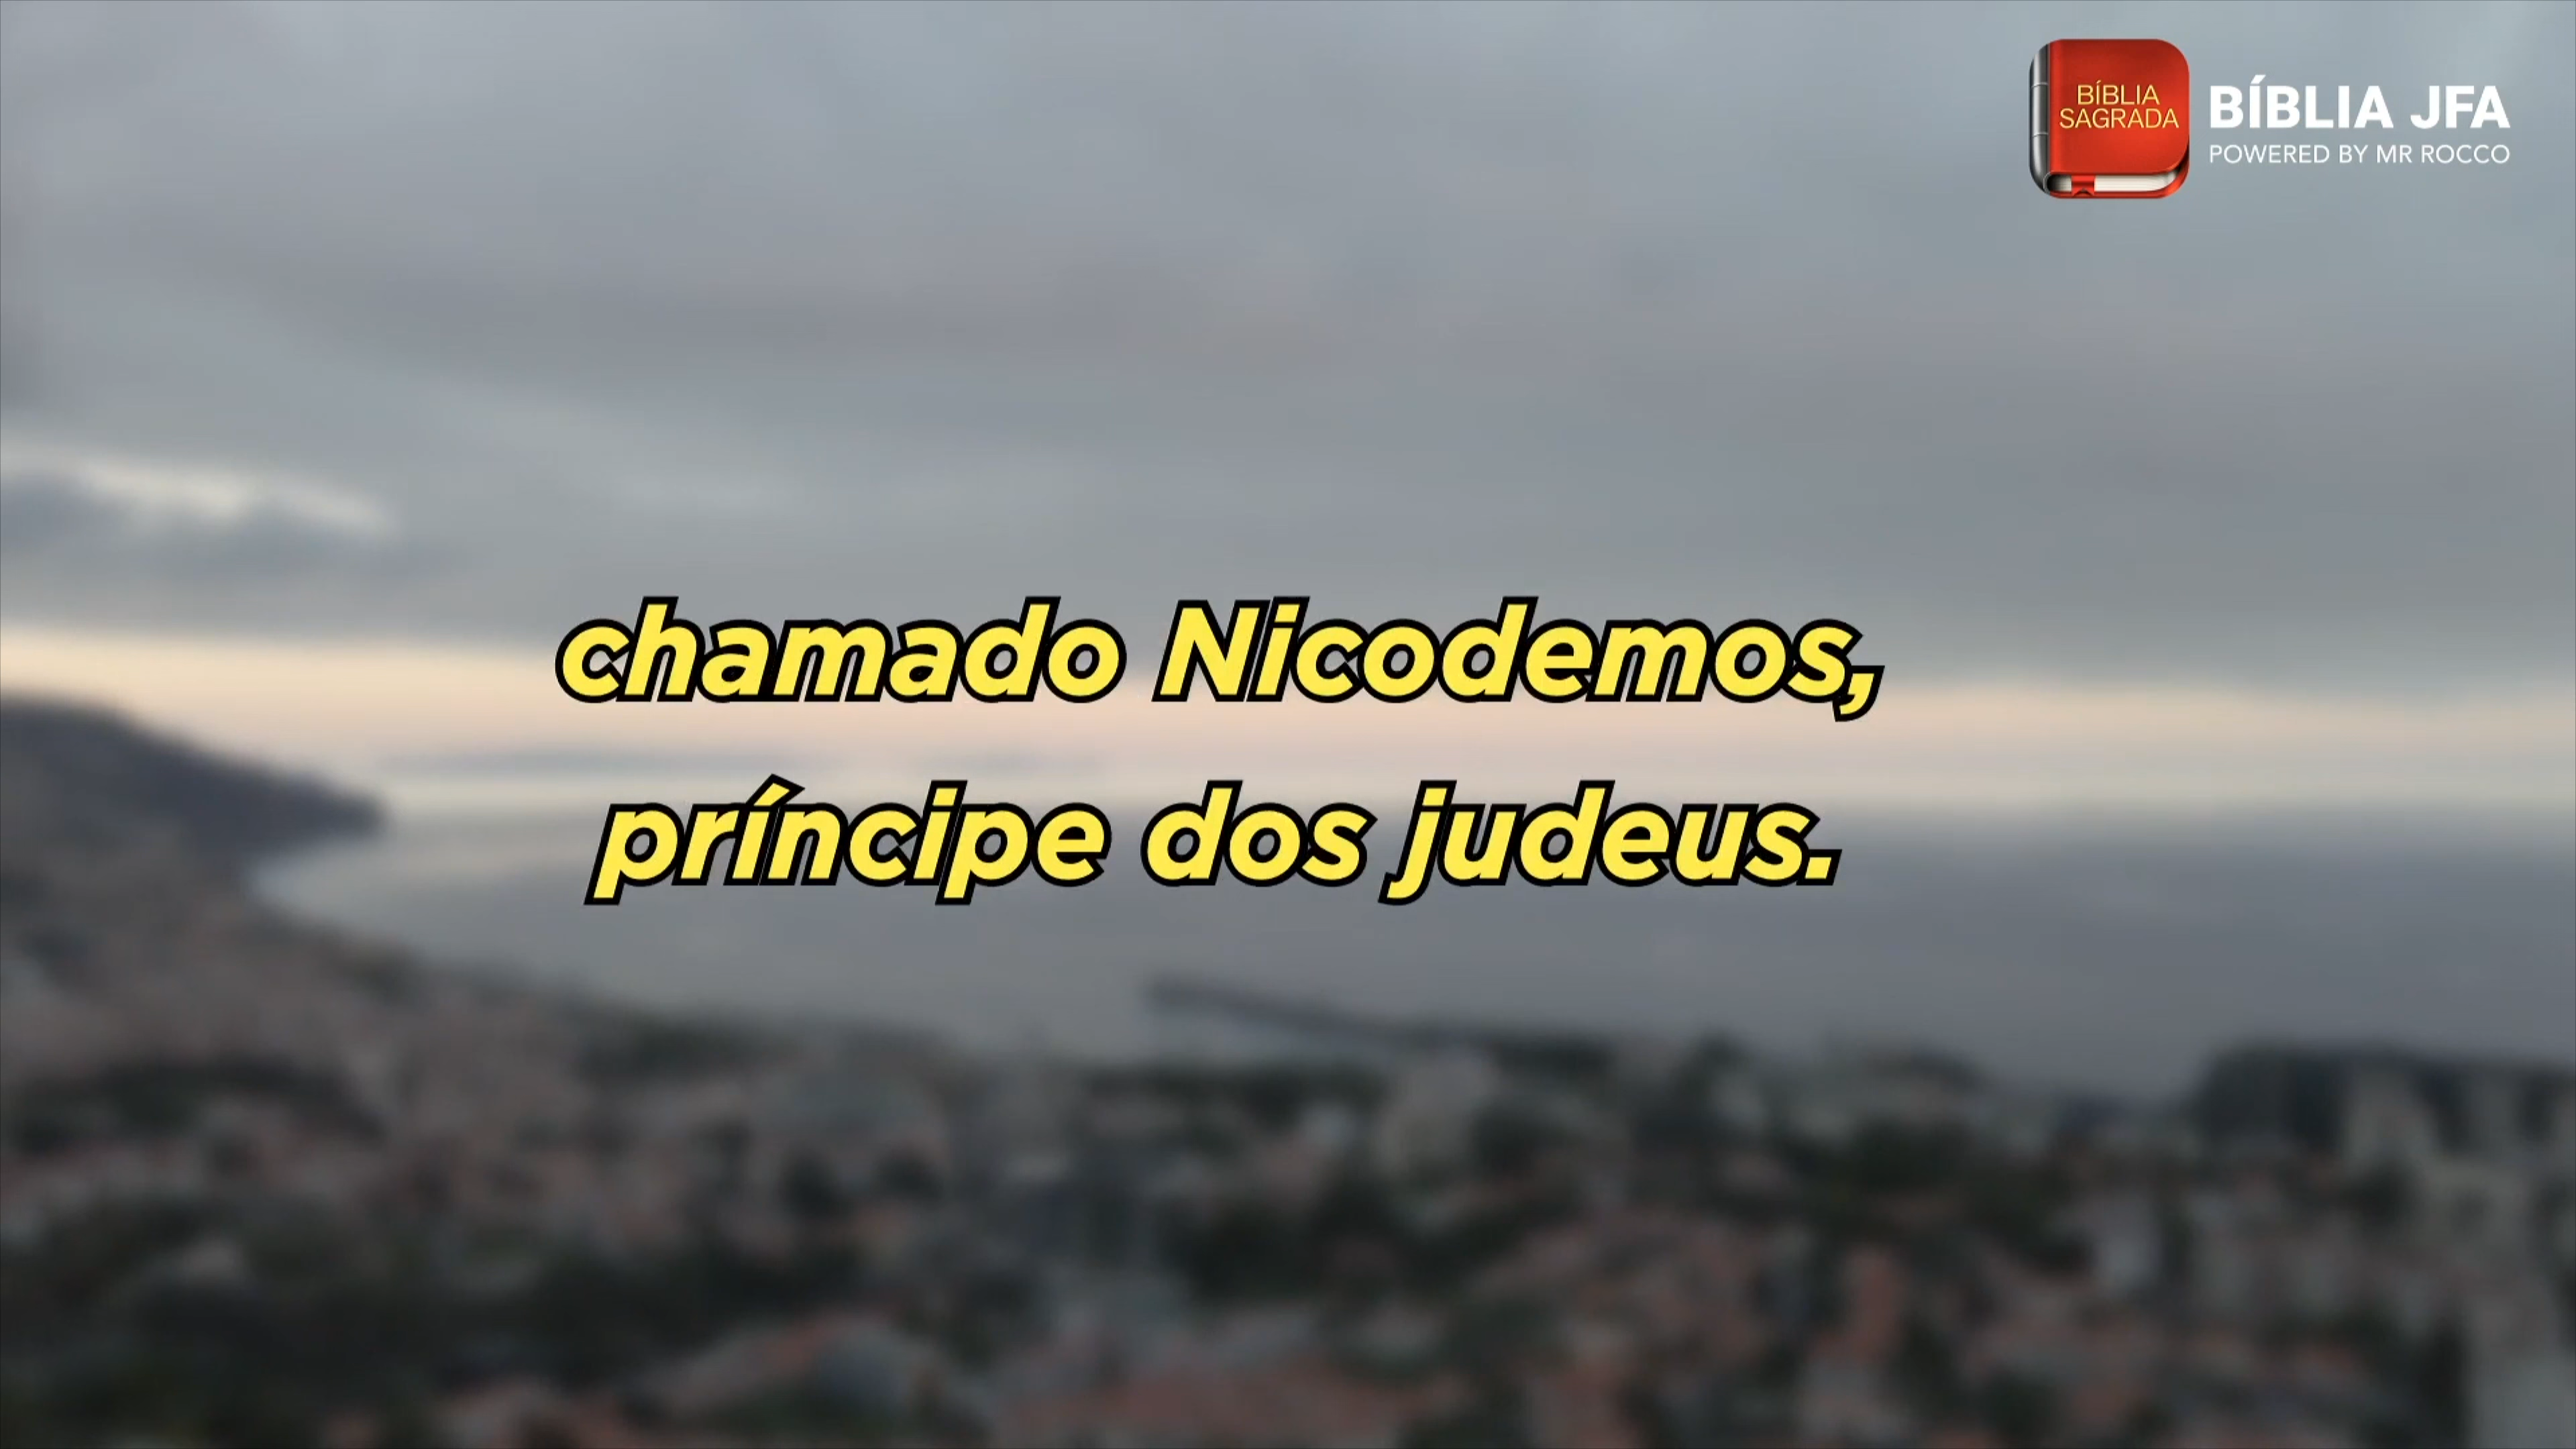 BÍBLIA
SAGRADA
BÍBLIA JFA
POWERED BY MR ROCCO
chamado Nicodemos,
príncipe dos judeus.